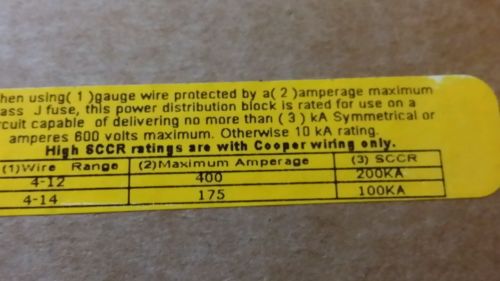 hen using( 1 )gauge wire protected by a( 2 )amperage maximum
ass J fuse, this power distribution block is rated for use on a
rcuit capable of delivering no more than ( 3 ) kA Symmetrical or
amperes 600 volts maximum. Otherwise 10 kA rating.
High SCCR ratings are with Cooper wiring only.
(1)Wire Range (2)Maximum Amperage (3) SCCR
4-12 400 200KA
4-14 175 100KA